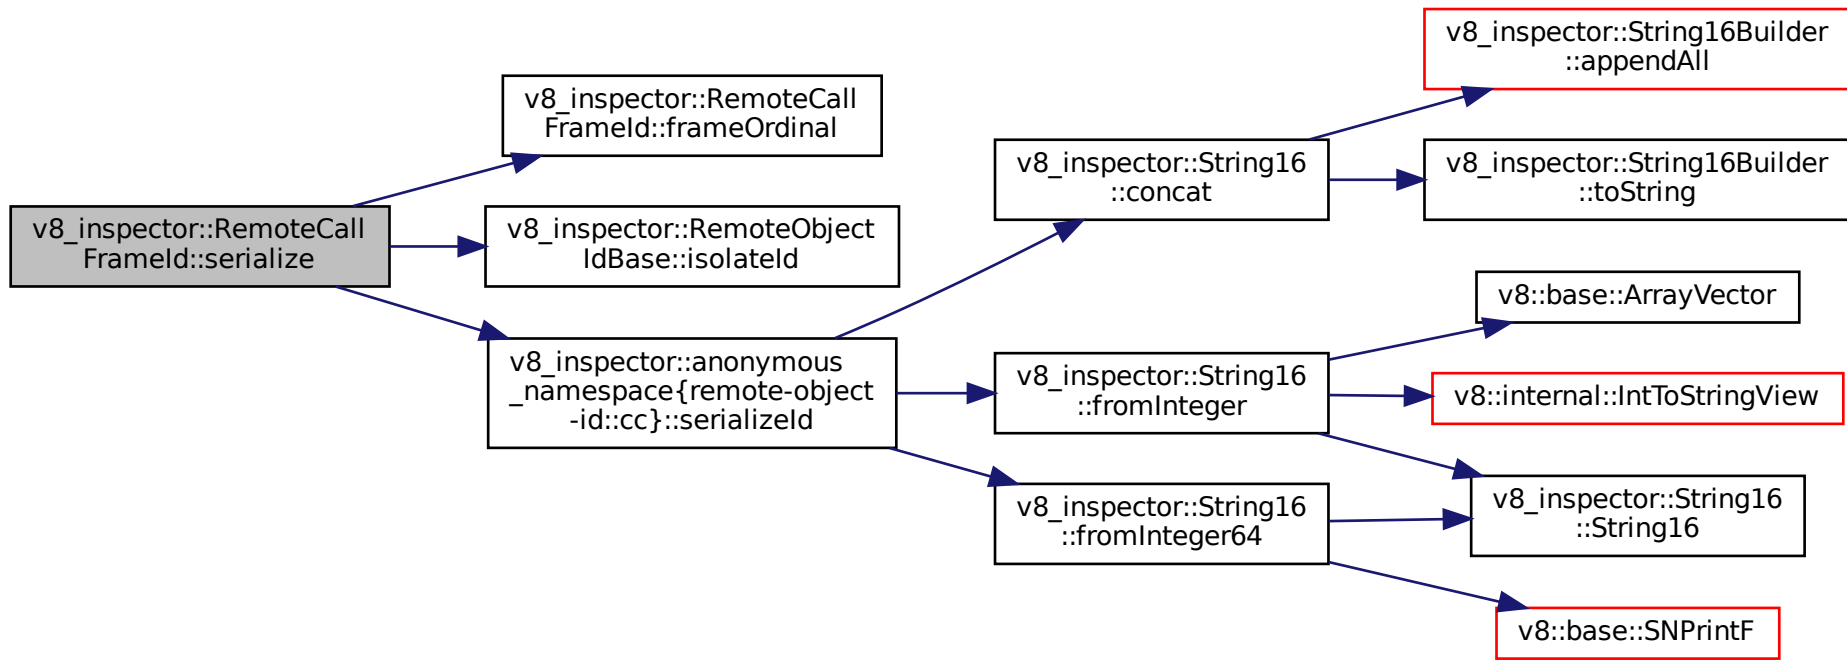 v8_inspector::RemoteCall
FrameId::serialize
v8_inspector::RemoteCall
FrameId::frameOrdinal
v8_inspector::RemoteObject
IdBase::isolateId
v8_inspector::anonymous
_namespace{remote-object
-id::cc}::serializeId
v8_inspector::String16
::concat
v8_inspector::String16
::fromInteger
v8_inspector::String16
::fromInteger64
v8_inspector::String16Builder
::appendAll
v8_inspector::String16Builder
::toString
v8::base::ArrayVector
v8::internal::IntToStringView
v8_inspector::String16
::String16
v8::base::SNPrintF